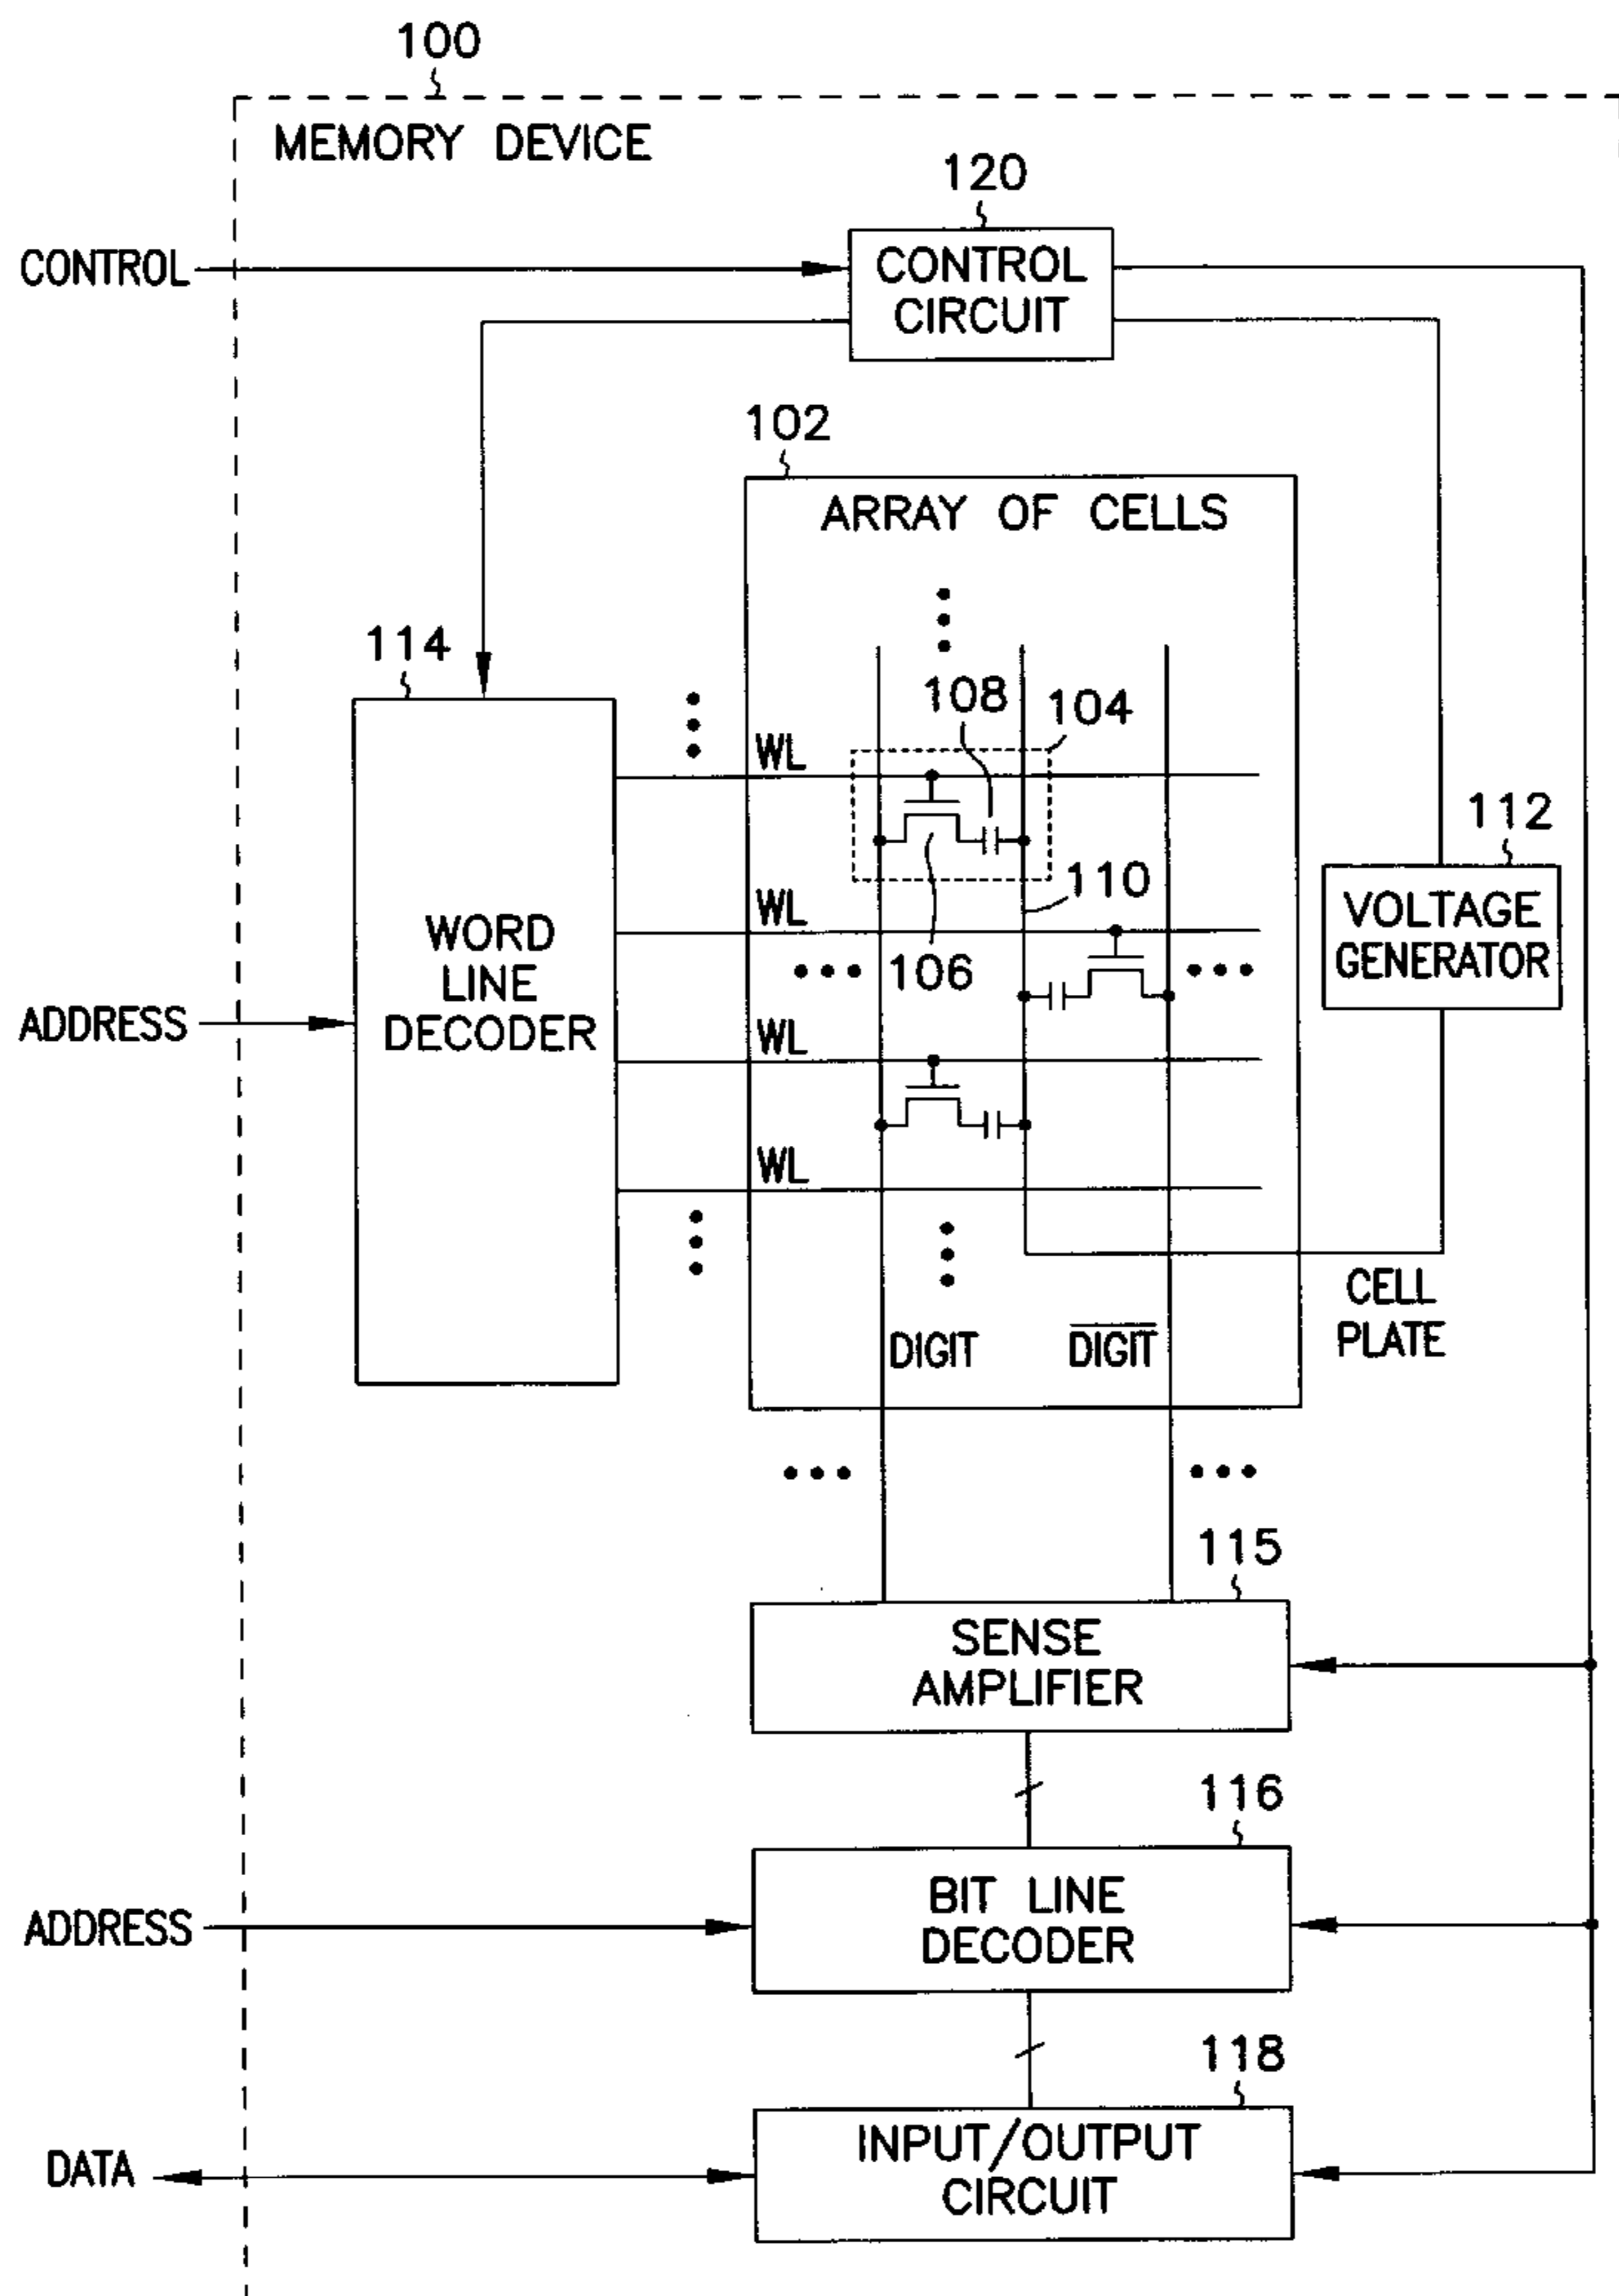 100
MEMORY DEVICE
120
CONTROL
CONTROL
CIRCUIT
102
ARRAY OF CELLS
114
108
104
WL
112
110
WL
WORD
LINE
DECODER
VOLTAGE
GENERATOR
106
ADDRESS
WL
WL
CELL
PLATE
DIGIT
D̅I̅G̅I̅T̅
115
SENSE
AMPLIFIER
116
ADDRESS
BIT LINE
DECODER
118
DATA
INPUT/OUTPUT
CIRCUIT